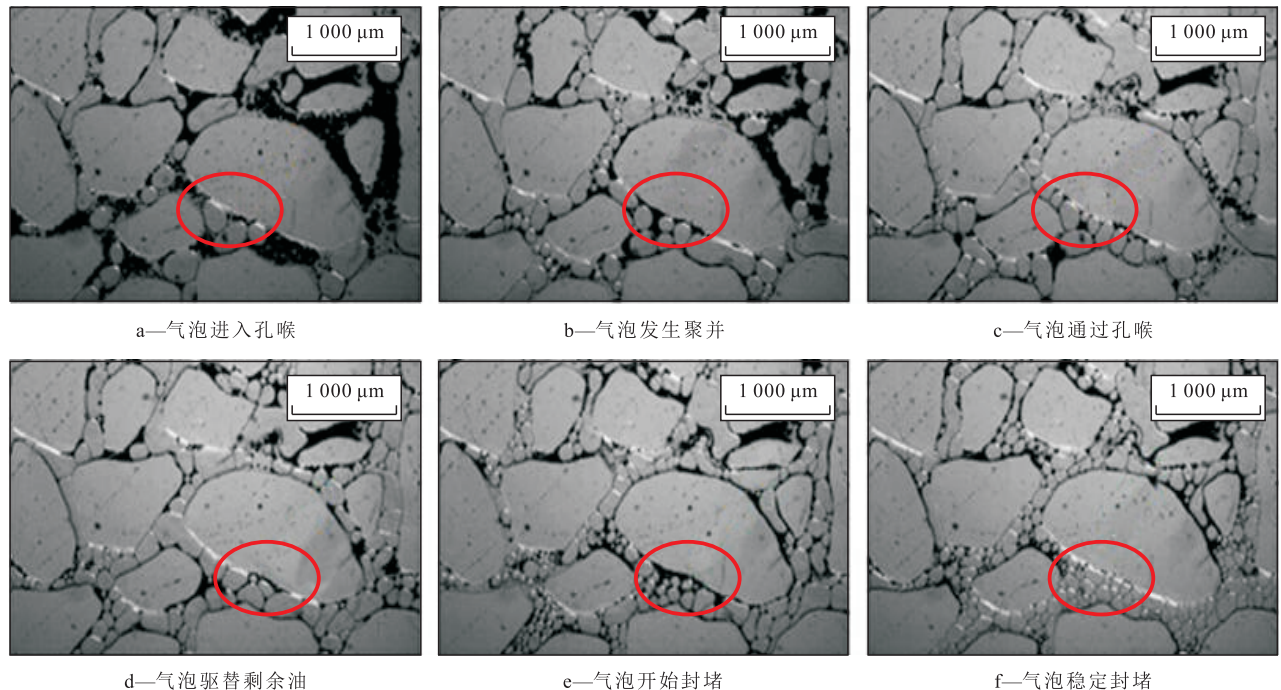 1 000 μm
1 000 μm
1 000 μm
a—气泡进入孔喉
b—气泡发生聚并
c—气泡通过孔喉
1 000 μm
1 000 μm
1 000 μm
d—气泡驱替剩余油
e—气泡开始封堵
f—气泡稳定封堵